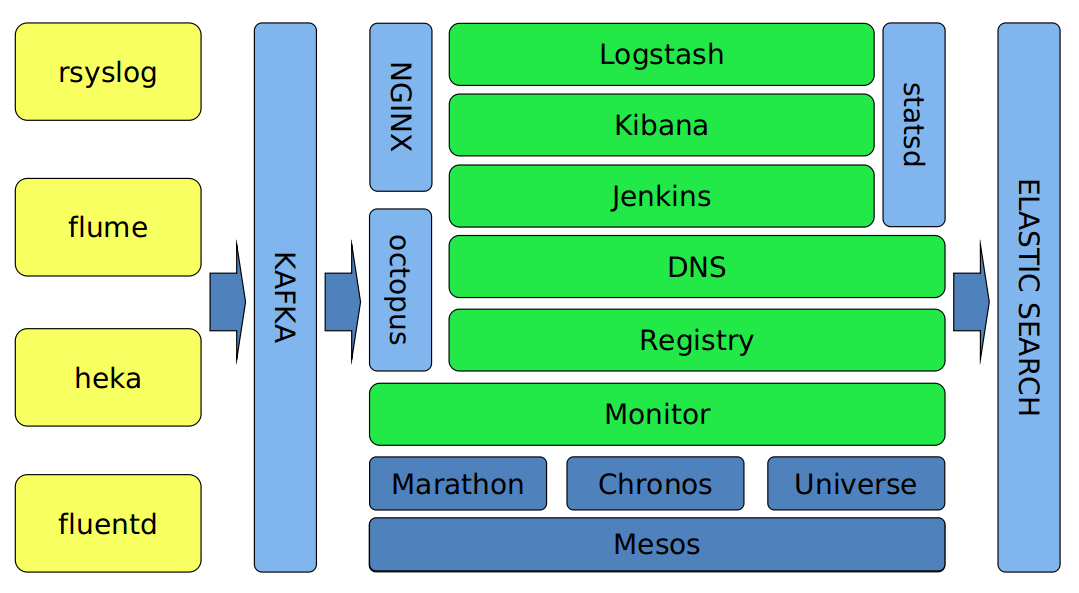 rsyslog
flume
heka
fluentd
KAFKA
NGINX
octopus
Logstash
Kibana
Jenkins
statsd
DNS
Registry
Monitor
Marathon
Chronos
Universe
Mesos
ELASTIC SEARCH